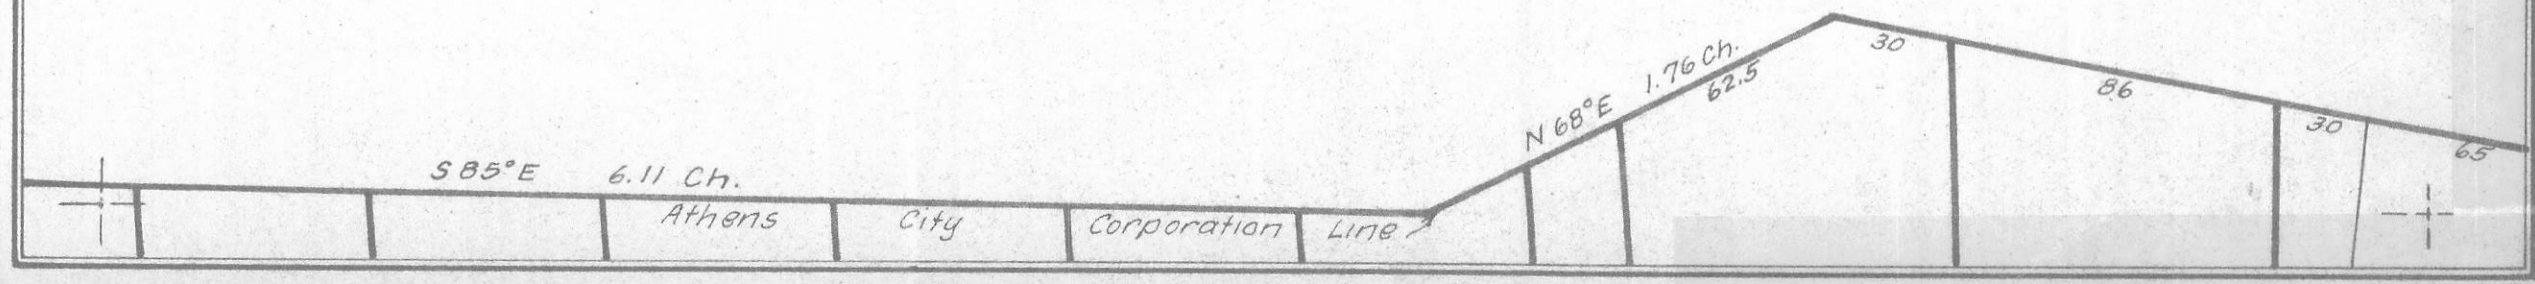 S 85° E 6.11 Ch.
Athens City Corporation Line
N 68° E 1.76 Ch.
62.5
30
86
30
65